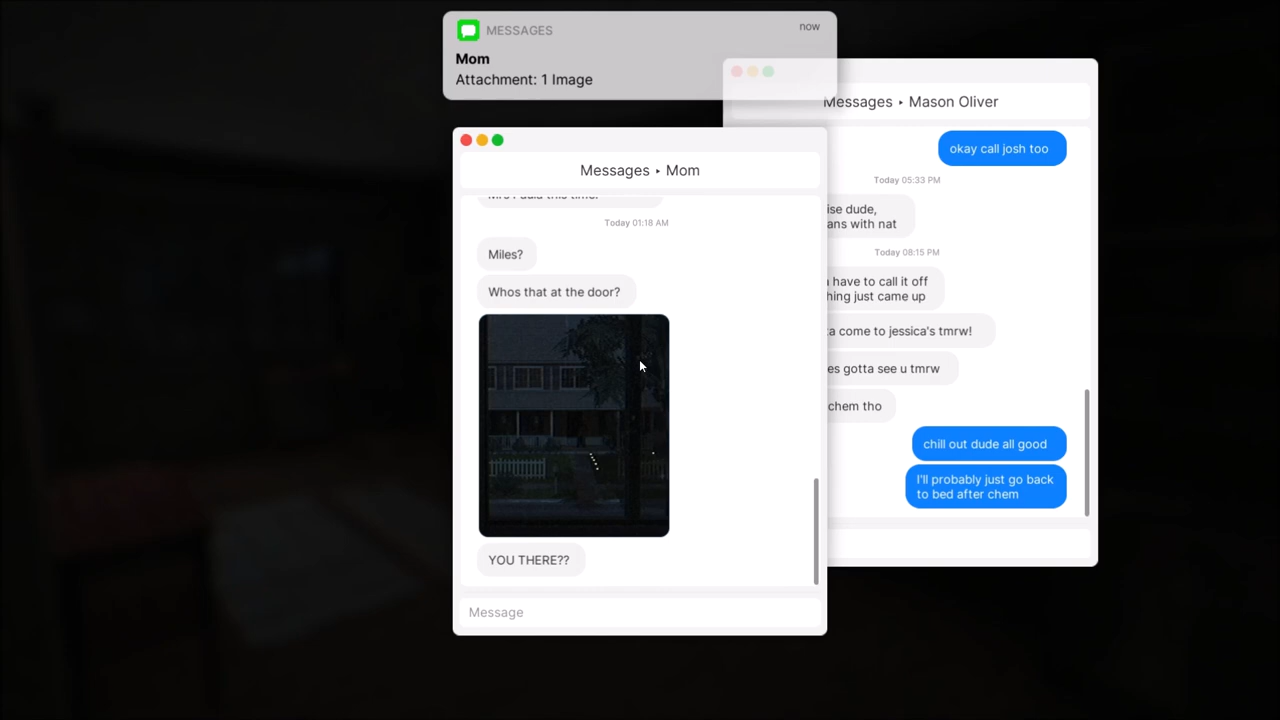 MESSAGES
now
Mom
Attachment: 1 Image
Messages ▸ Mason Oliver
okay call josh too
Today 05:33 PM
ise dude,
ans with nat
Today 08:15 PM
have to call it off
hing just came up
a come to jessica's tmrw!
es gotta see u tmrw
chem tho
chill out dude all good
I'll probably just go back
to bed after chem
Messages ▸ Mom
this time!
Today 01:18 AM
Miles?
Whos that at the door?
YOU THERE??
Message